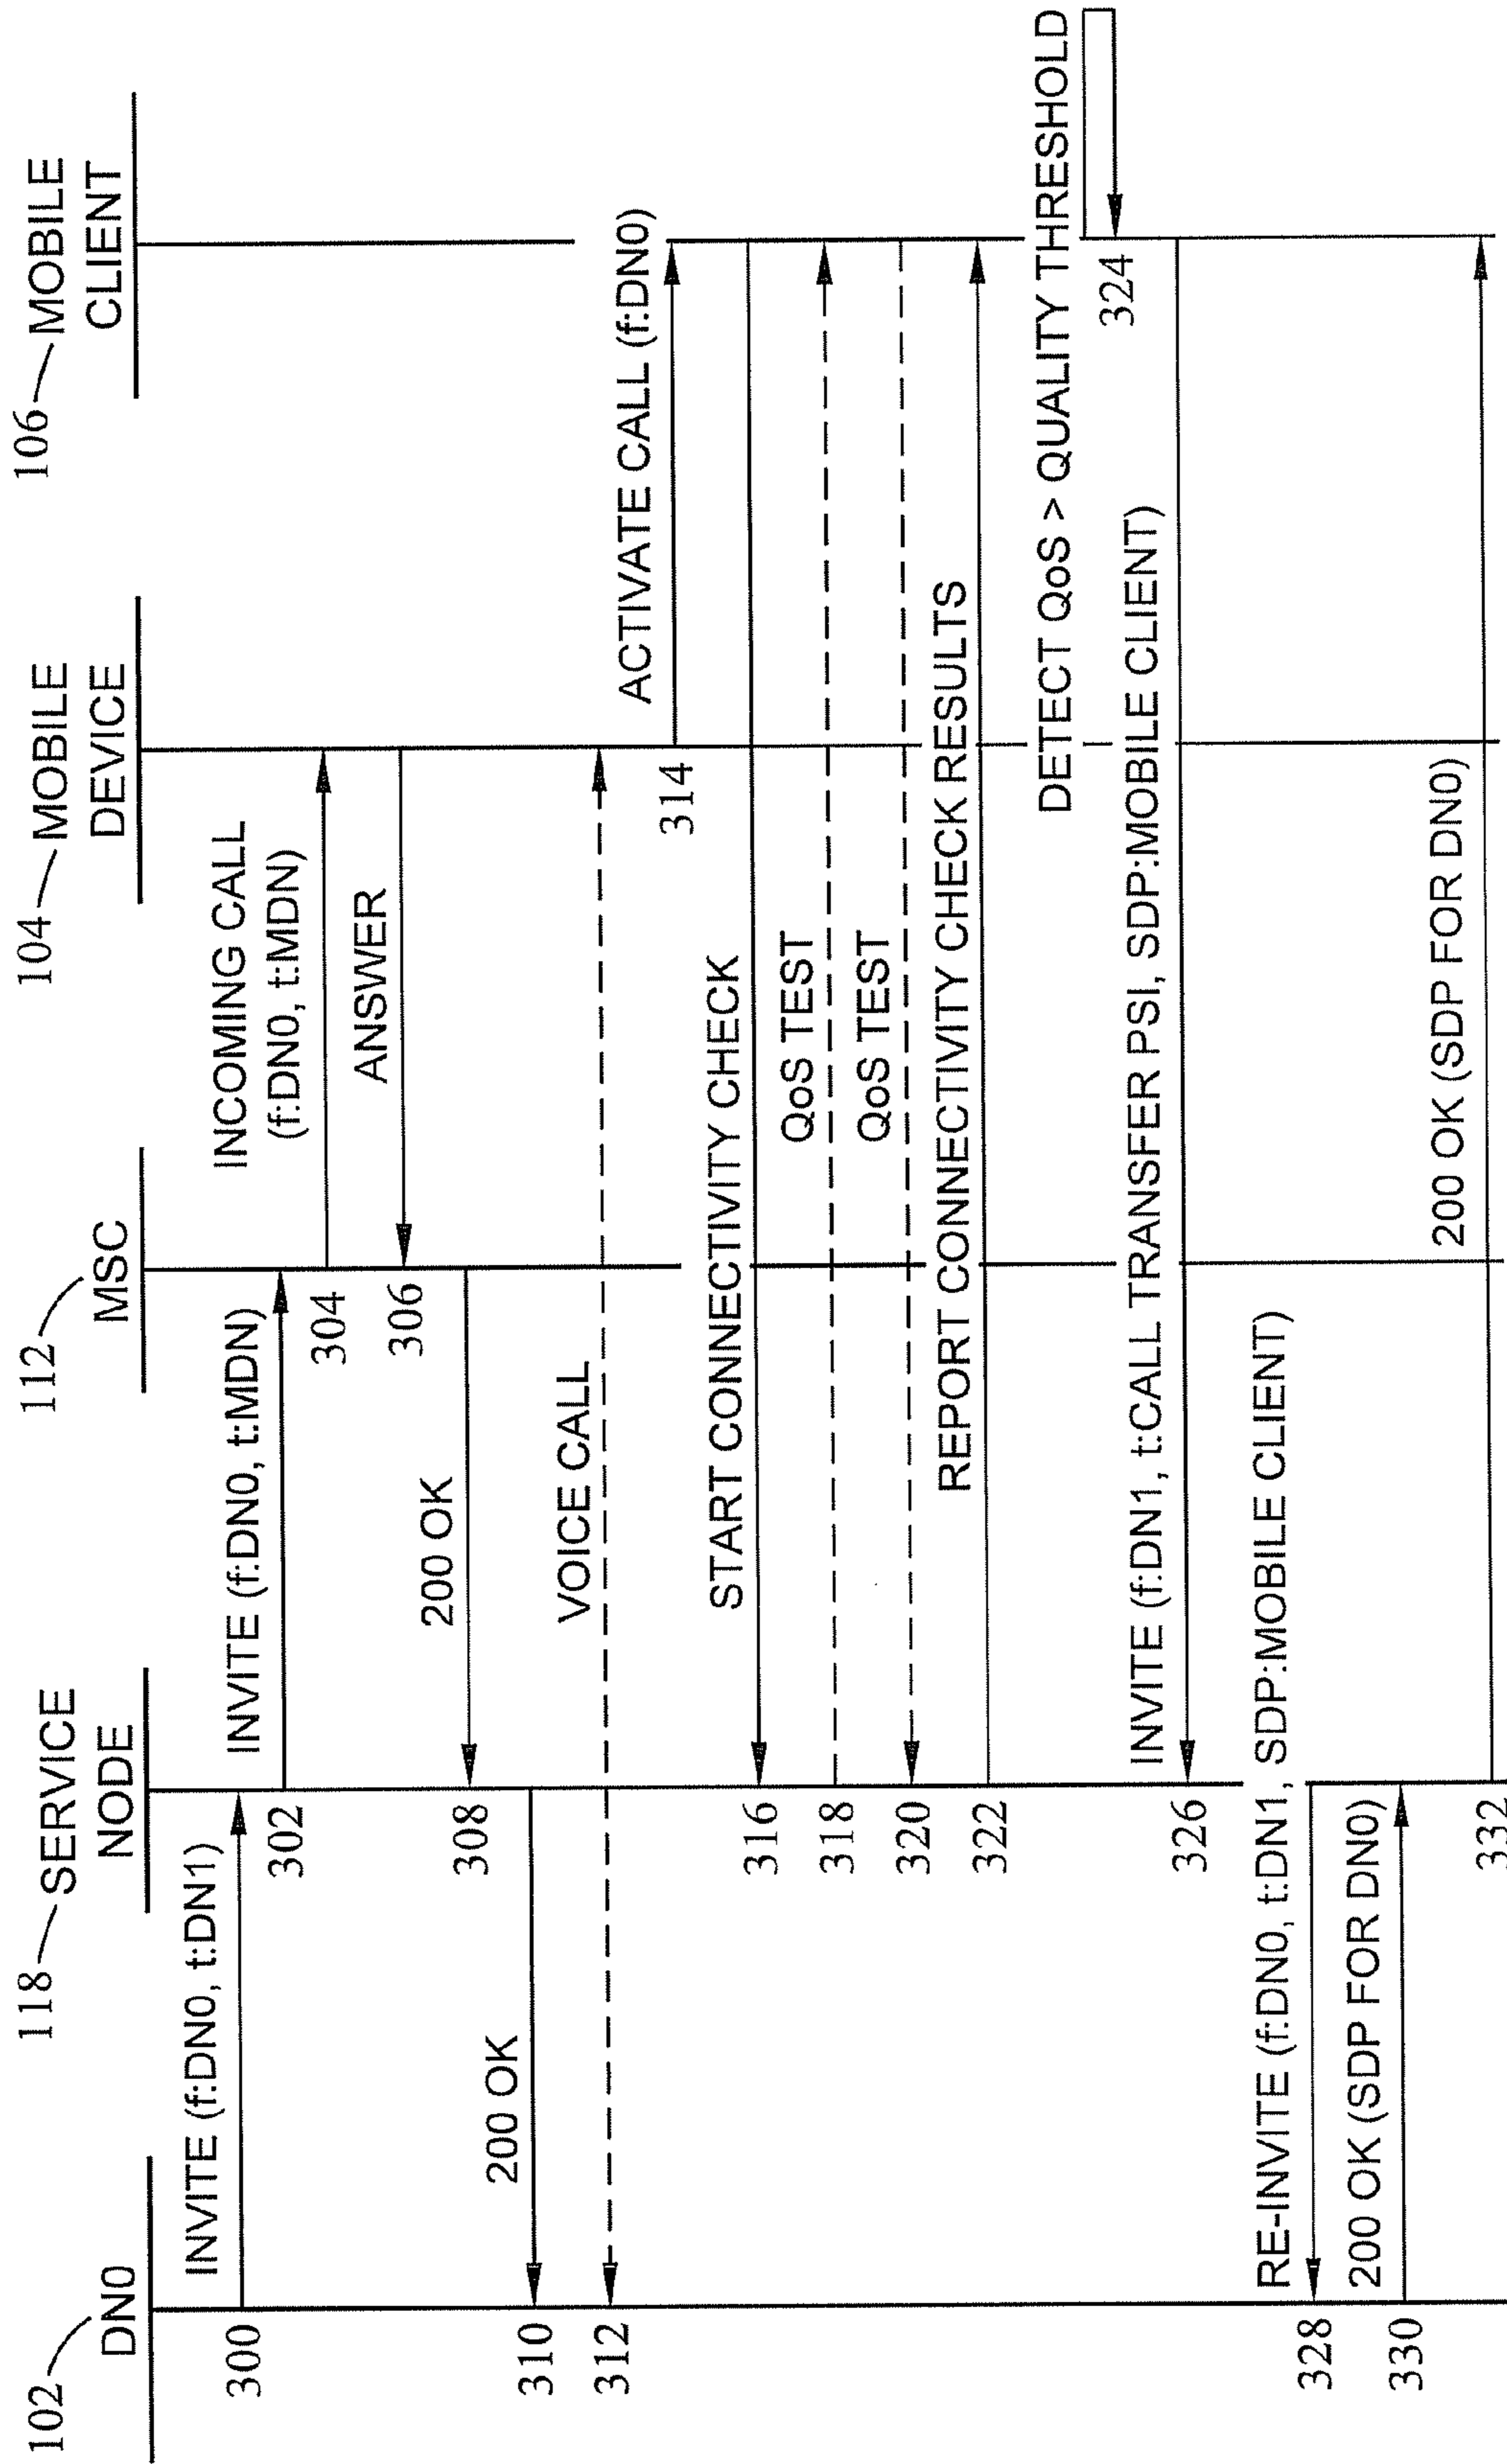 102
DN0
118
SERVICE
NODE
112
MSC
104
MOBILE
DEVICE
106
MOBILE
CLIENT
INVITE (f:DN0, t:DN1)
300
INVITE (f:DN0, t:MDN)
302
INCOMING CALL
(f:DN0, t:MDN)
304
ANSWER
306
200 OK
308
200 OK
310
VOICE CALL
312
ACTIVATE CALL (f:DN0)
314
START CONNECTIVITY CHECK
316
QoS TEST
318
QoS TEST
320
REPORT CONNECTIVITY CHECK RESULTS
322
DETECT QoS > QUALITY THRESHOLD
324
INVITE (f:DN1, t:CALL TRANSFER PSI, SDP:MOBILE CLIENT)
326
RE-INVITE (f:DN0, t:DN1, SDP:MOBILE CLIENT)
328
200 OK (SDP FOR DN0)
330
200 OK (SDP FOR DN0)
332